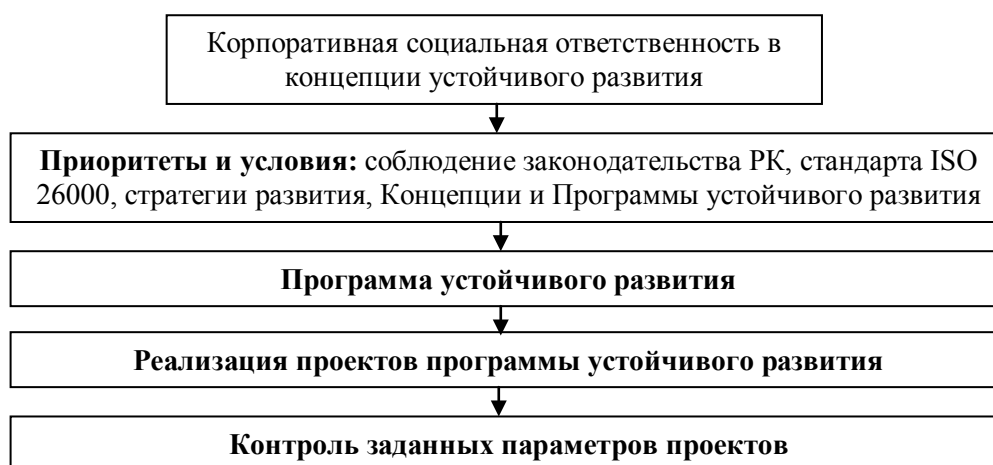 Корпоративная социальная ответственность в
концепции устойчивого развития
Приоритеты и условия: соблюдение законодательства РК, стандарта ISO
26000, стратегии развития, Концепции и Программы устойчивого развития
Программа устойчивого развития
Реализация проектов программы устойчивого развития
Контроль заданных параметров проектов